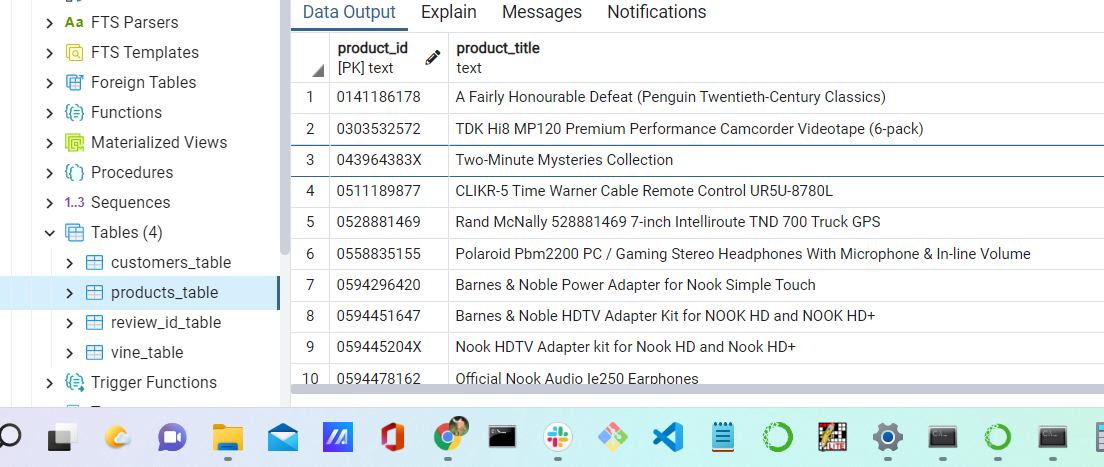 Aa FTS Parsers
FTS Templates
Foreign Tables
Functions
Materialized Views
Procedures
1..3 Sequences
Tables (4)
customers_table
products_table
review_id_table
vine_table
Trigger Functions
Data Output Explain Messages Notifications
product_id product_title
[PK] text text
1 0141186178 A Fairly Honourable Defeat (Penguin Twentieth-Century Classics)
2 0303532572 TDK Hi8 MP120 Premium Performance Camcorder Videotape (6-pack)
3 043964383X Two-Minute Mysteries Collection
4 0511189877 CLIKR-5 Time Warner Cable Remote Control UR5U-8780L
5 0528881469 Rand McNally 528881469 7-inch Intelliroute TND 700 Truck GPS
6 0558835155 Polaroid Pbm2200 PC / Gaming Stereo Headphones With Microphone & In-line Volume
7 0594296420 Barnes & Noble Power Adapter for Nook Simple Touch
8 0594451647 Barnes & Noble HDTV Adapter Kit for NOOK HD and NOOK HD+
9 059445204X Nook HDTV Adapter kit for Nook HD and Nook HD+
10 0594478162 Official Nook Audio Ie250 Earphones